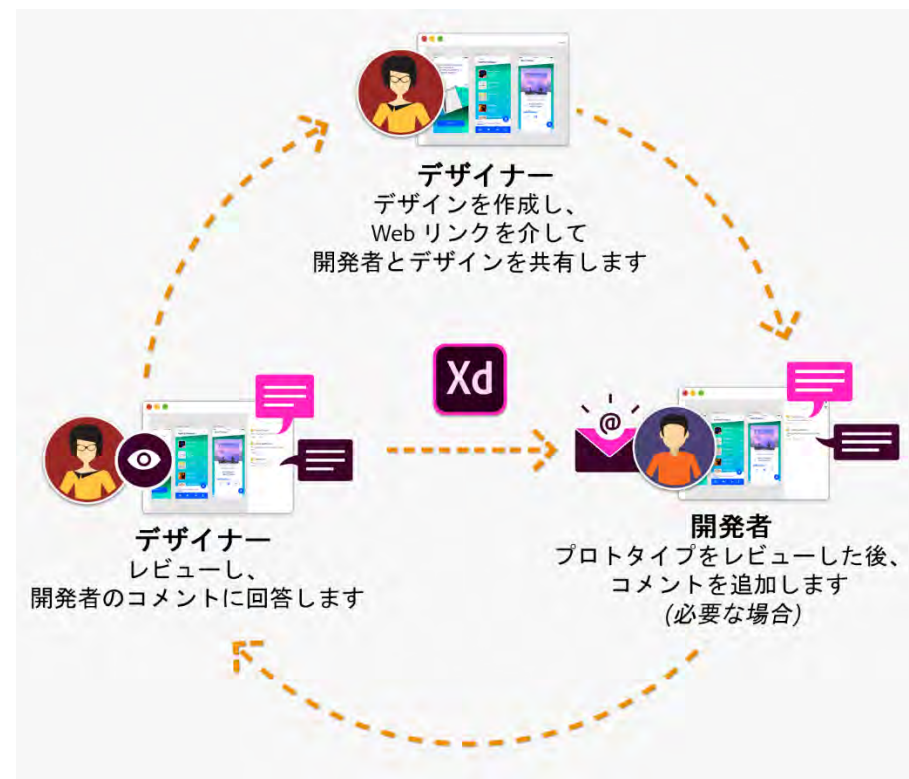 デザイナー
デザインを作成し、
Web リンクを介して
開発者とデザインを共有します
Xd
@
デザイナー
レビューし、
開発者のコメントに回答します
開発者
プロトタイプをレビューした後、
コメントを追加します
(必要な場合)